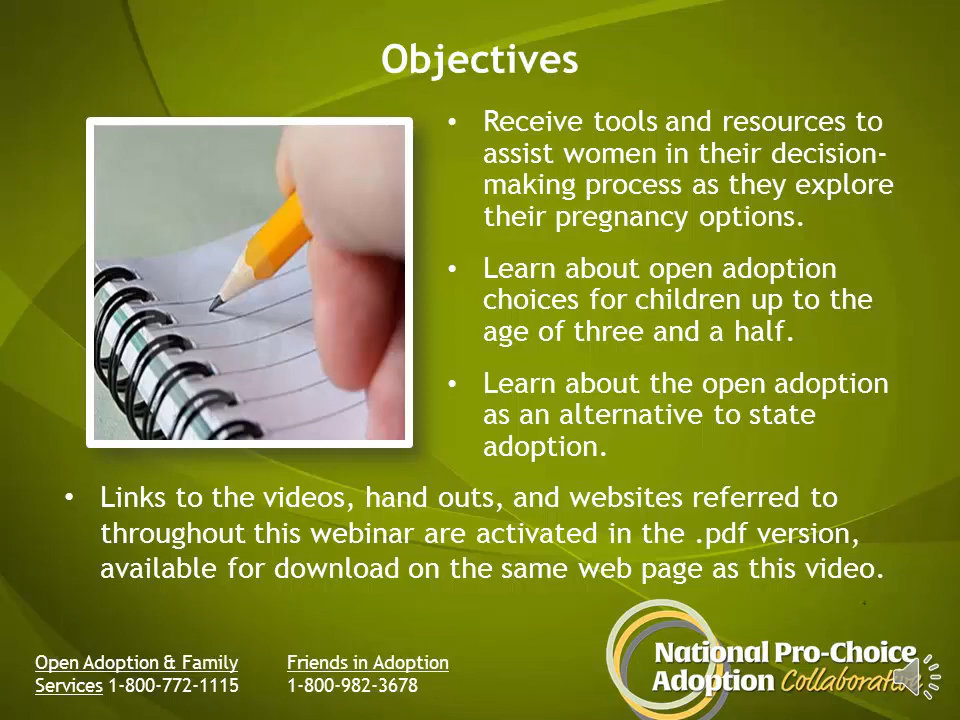 Objectives
• Receive tools and resources to
assist women in their decision-
making process as they explore
their pregnancy options.
• Learn about open adoption
choices for children up to the
age of three and a half.
• Learn about the open adoption
as an alternative to state
adoption.
• Links to the videos, hand outs, and websites referred to
throughout this webinar are activated in the .pdf version,
available for download on the same web page as this video.
Open Adoption & Family
Services 1-800-772-1115
Friends in Adoption
1-800-982-3678
National Pro-Choice
Adoption